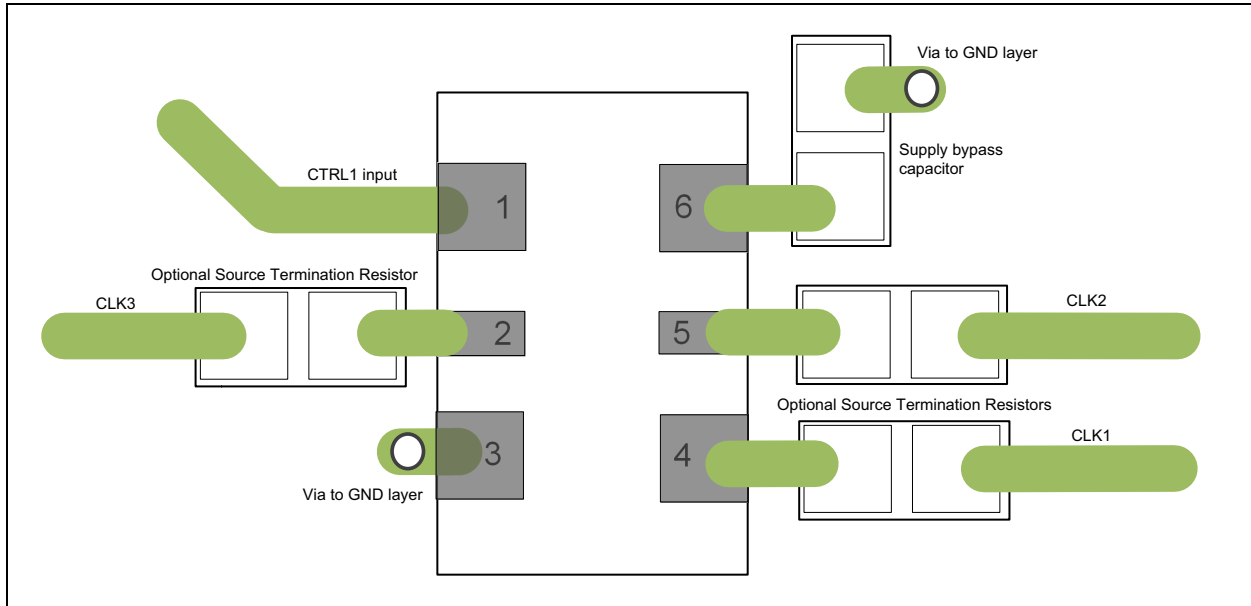 Via to GND layer
Supply bypass
capacitor
CTRL1 input
1
6
Optional Source Termination Resistor
CLK3
CLK2
2
5
Optional Source Termination Resistors
CLK1
3
4
Via to GND layer